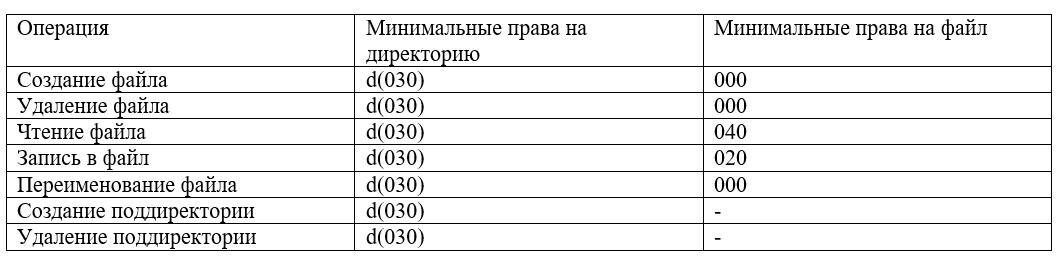 Операция Минимальные права на Минимальные права на файл
директорию
Создание файла d(030) 000
Удаление файла d(030) 000
Чтение файла d(030) 040
Запись в файл d(030) 020
Переименование файла d(030) 000
Создание поддиректории d(030) -
Удаление поддиректории d(030) -